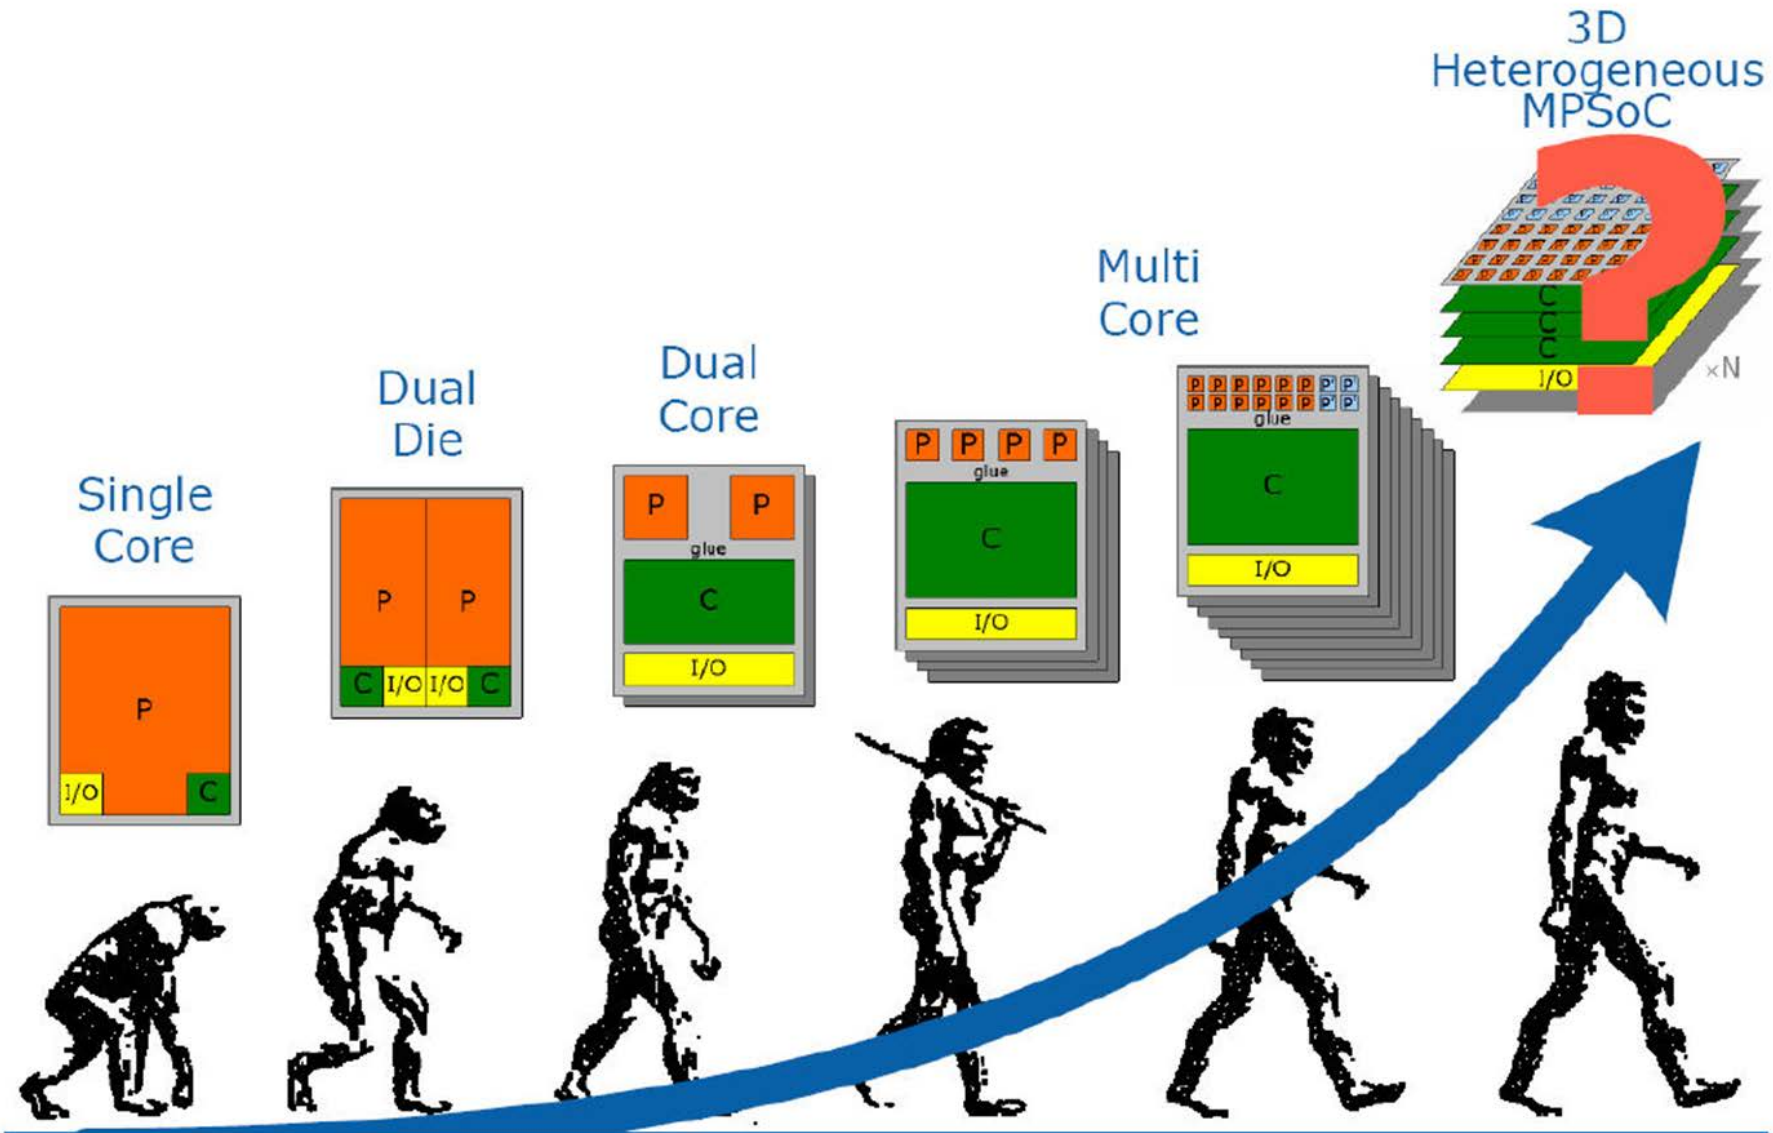 3D
Heterogeneous
MPSoC
Multi
Core
Dual
Core
Dual
Die
Single
Core
P
I/O
C
P P
C I/O I/O C
P P
glue
C
I/O
P P P P
glue
C
I/O
P P P P P P P' P'
P P P P P P P' P'
glue
C
I/O
C
C
C
I/O
×N
?